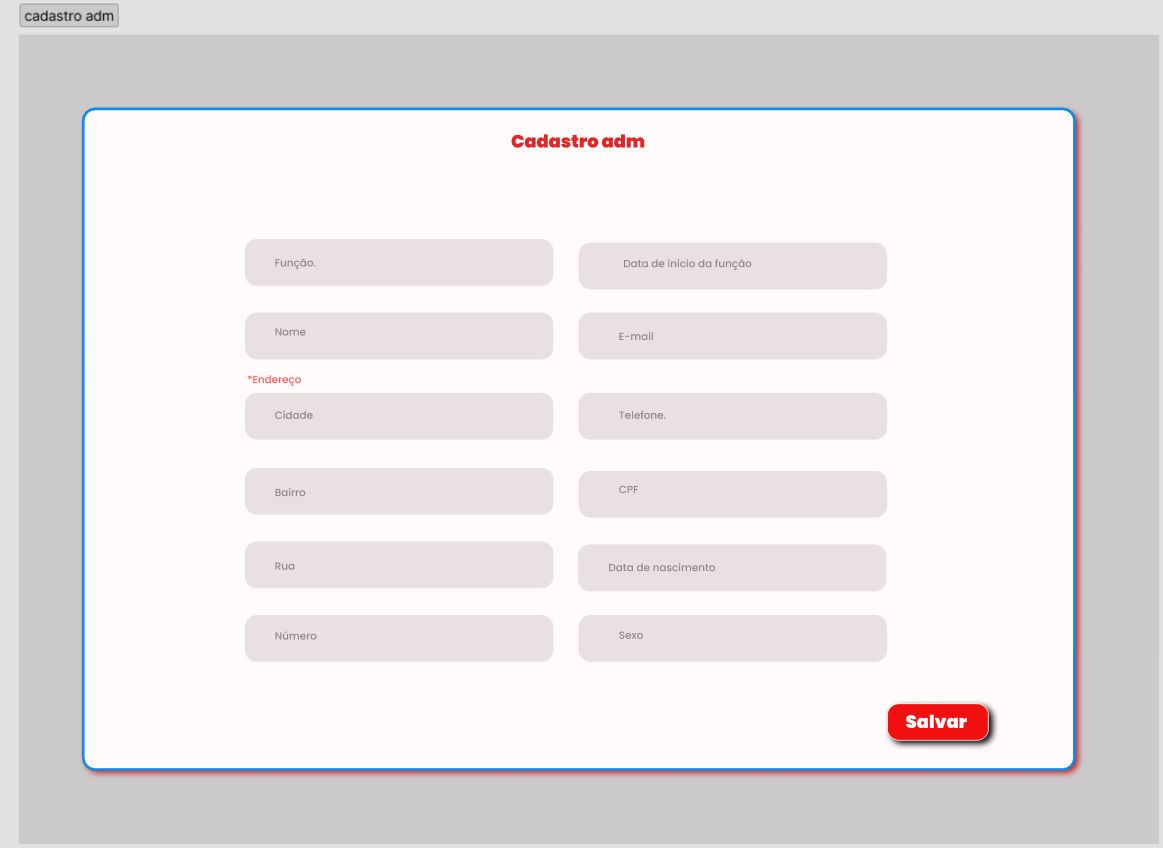 cadastro adm
Cadastro adm
Função.
Data de ínicio da função
Nome
E-mail
*Endereço
Cidade
Telefone.
Bairro
CPF
Rua
Data de nascimento
Número
Sexo
Salvar